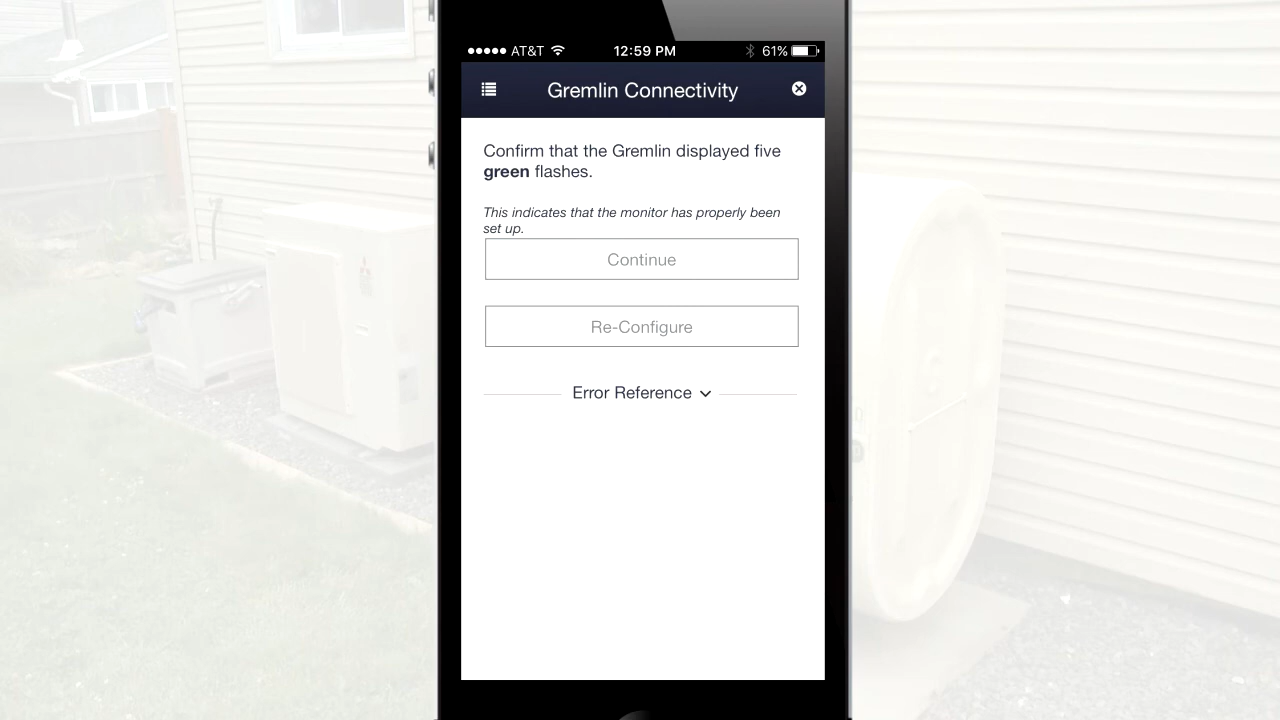 AT&T 12:59 PM 61%
Gremlin Connectivity
Confirm that the Gremlin displayed five
green flashes.
This indicates that the monitor has properly been
set up.
Continue
Re-Configure
Error Reference